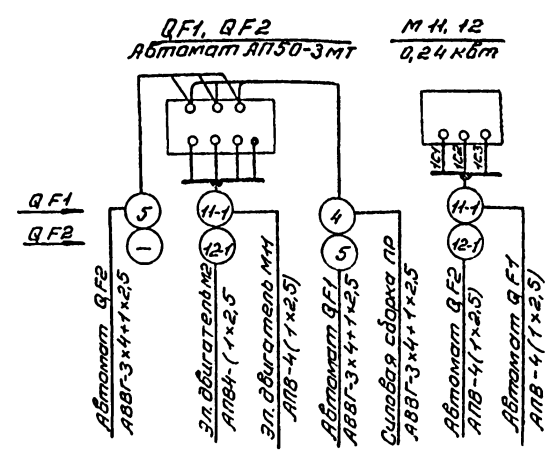 QF1, QF2
Автомат АП50-3МТ
М 11, 12
0,24 кВт
1С1
1С2
1С3
QF1
QF2
5
–
11-1
12-1
4
5
11-1
12-1
Автомат QF2
АВВГ-3×4+1×2,5
Эл. двигатель М2
АПВ4-(1×2,5
Эл. двигатель М11
АПВ-4(1×2,5)
Автомат QF1
АВВГ-3×4+1×2,5
Силовая сборка ПР
АВВГ-3×4+1×2,5
Автомат QF2
АПВ-4(1×2,5)
Автомат QF1
АПВ-4(1×2,5)